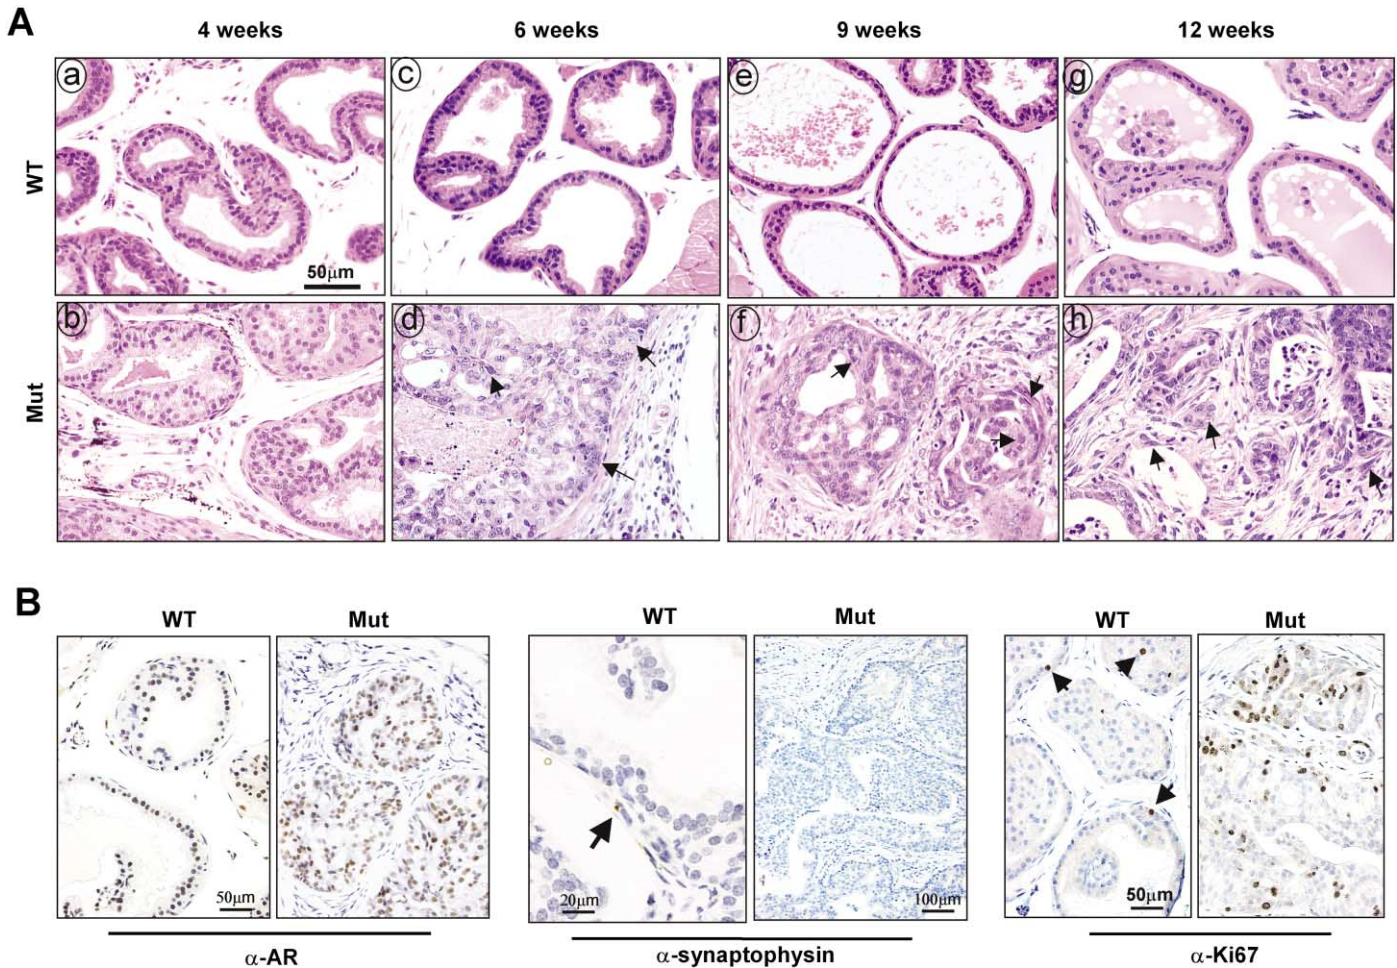 A
4 weeks 6 weeks 9 weeks 12 weeks
WT
a c e g
50μm
Mut
b d f h
B
WT Mut WT Mut WT Mut
50μm 20μm 100μm 50μm
α-AR α-synaptophysin α-Ki67